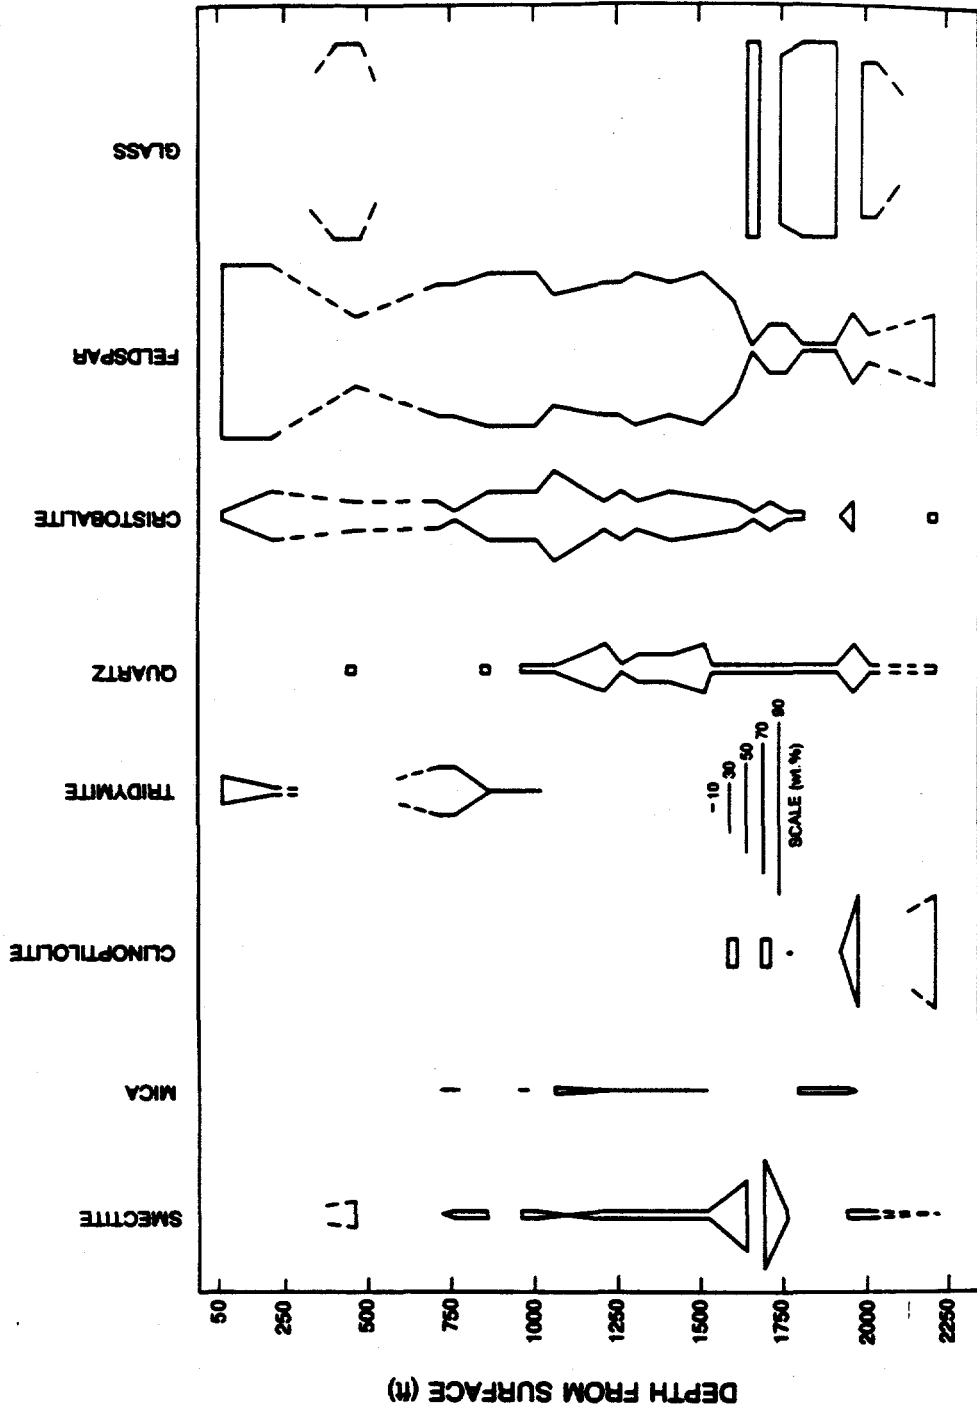 SMECTITE
MICA
CLINOPTILOLITE
TRIDYMITE
QUARTZ
CRISTOBALITE
FELDSPAR
GLASS
50
250
500
750
1000
1250
1500
1750
2000
2250
DEPTH FROM SURFACE (ft)
10
30
50
70
90
SCALE (wt.%)